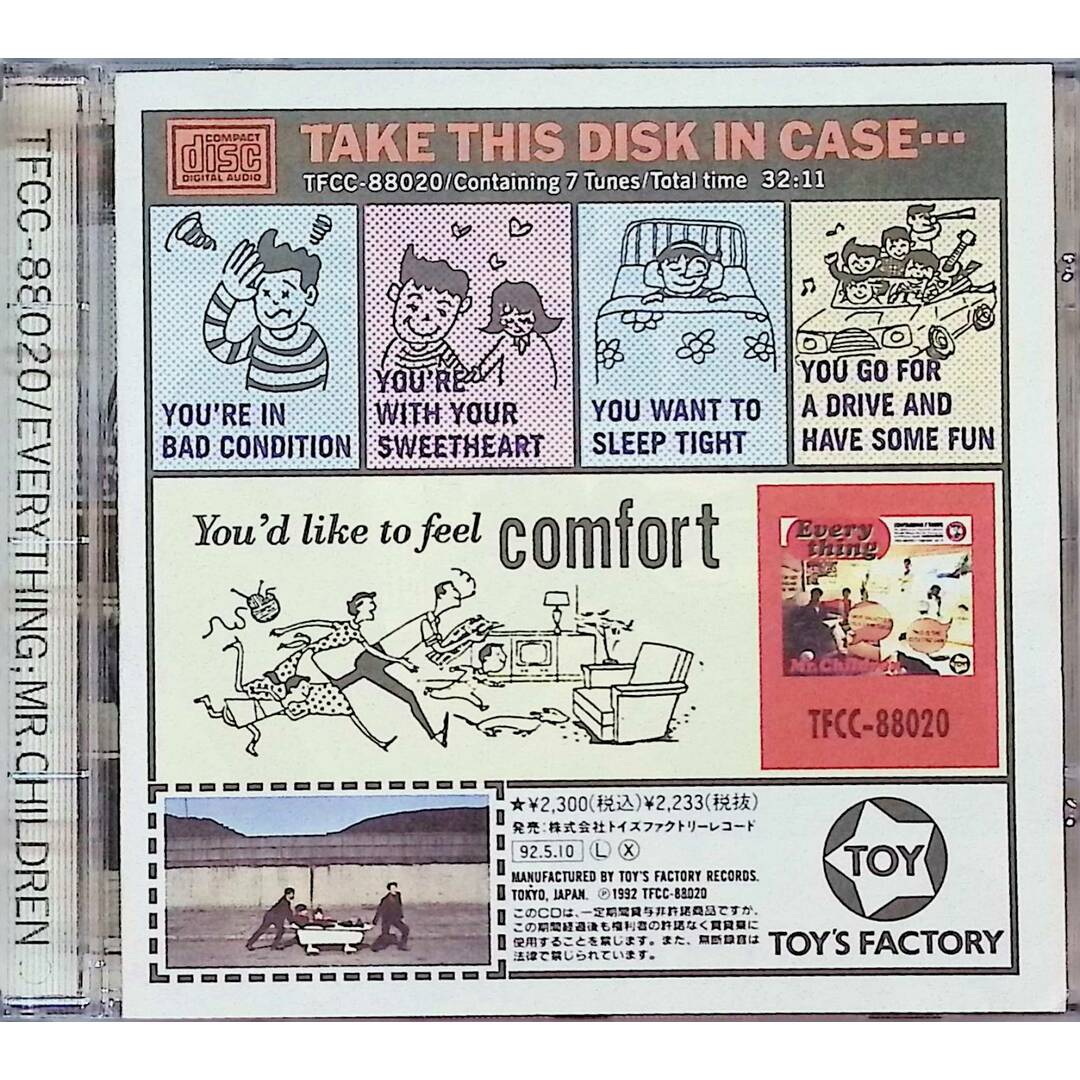 TFCC-88020/EVERYTHING:MR.CHILDREN
COMPACT
disc
DIGITAL AUDIO
TAKE THIS DISK IN CASE…
TFCC-88020/Containing 7 Tunes/Total time 32:11
YOU'RE IN
BAD CONDITION
YOU'RE
WITH YOUR
SWEETHEART
YOU WANT TO
SLEEP TIGHT
YOU GO FOR
A DRIVE AND
HAVE SOME FUN
You'd like to feel comfort
Every
thing
CONTAINING 7 TUNES
Mr.Children
TFCC-88020
★¥2,300(税込)¥2,233(税抜)
発売:株式会社トイズファクトリーレコード
92.5.10 Ⓛ Ⓧ
MANUFACTURED BY TOY'S FACTORY RECORDS.
TOKYO, JAPAN. ℗1992 TFCC-88020
このCDは、一定期間貸与非許諾商品ですが、
この期間経過後も権利者の許諾なく賃貸業に
使用することを禁じます。また、無断録音は
法律で禁じられています。
TOY
TOY'S FACTORY